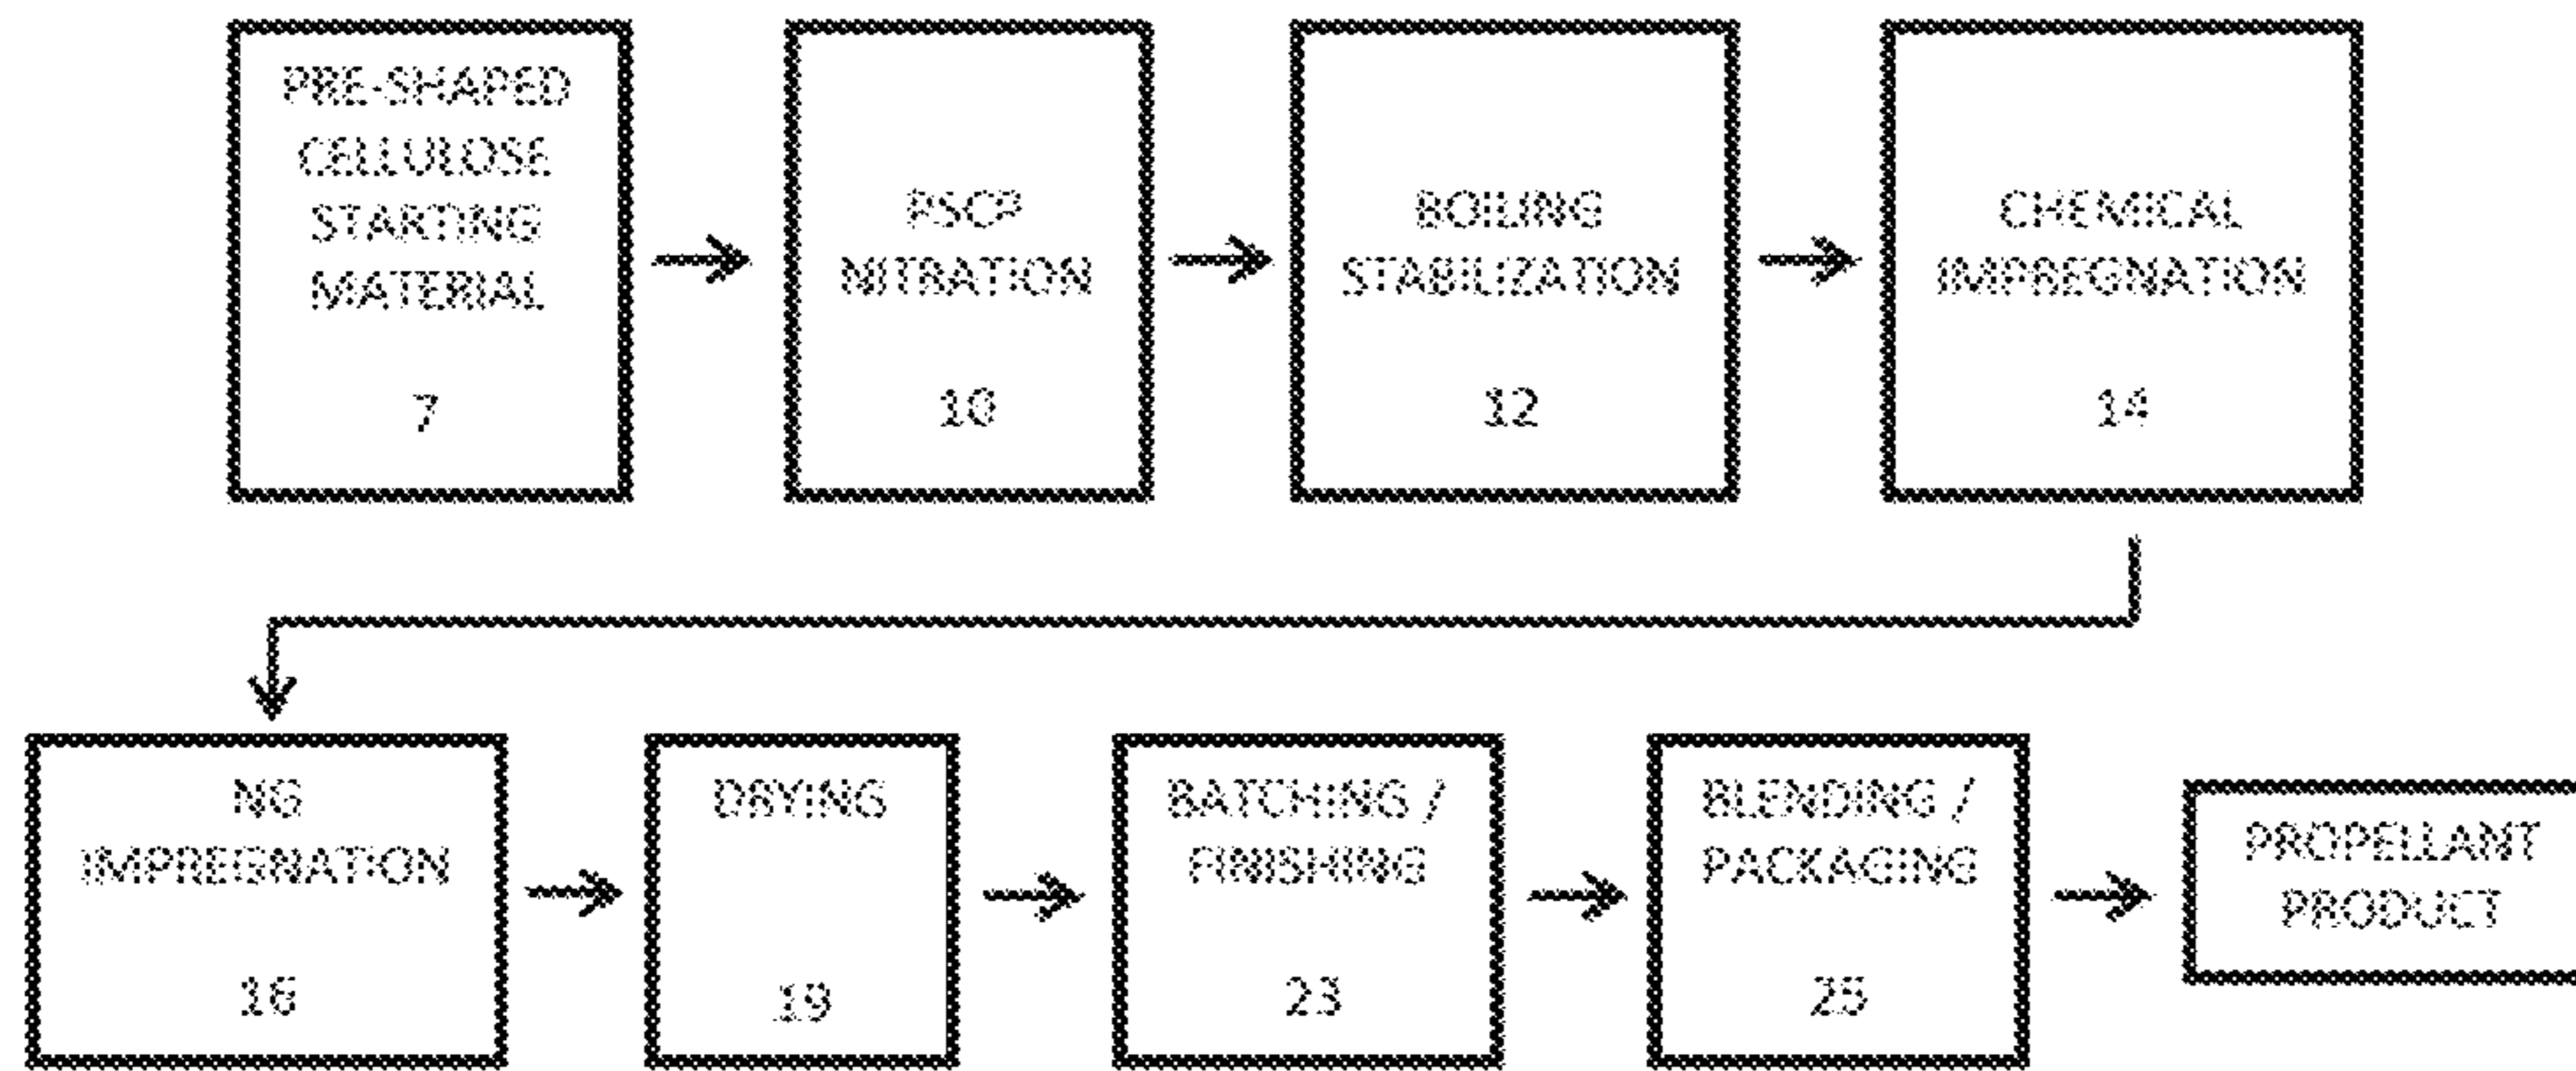 PRE-SHAPED
CELLULOSE
STARTING
MATERIAL
7
NITRATION
10
BOILING
STABILIZATION
12
CHEMICAL
IMPREGNATION
14
NG
IMPREGNATION
16
DRYING
19
BATCHING /
FINISHING
23
BLENDING /
PACKAGING
25
PROPELLANT
PRODUCT